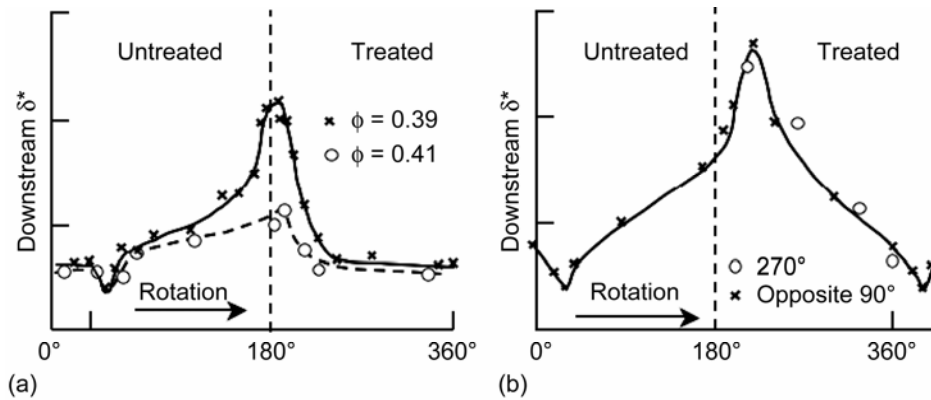 Downstream δ*
Untreated
Treated
ϕ = 0.39
ϕ = 0.41
Rotation
0°
180°
360°
(a)
Downstream δ*
Untreated
Treated
270°
Opposite 90°
Rotation
0°
180°
360°
(b)